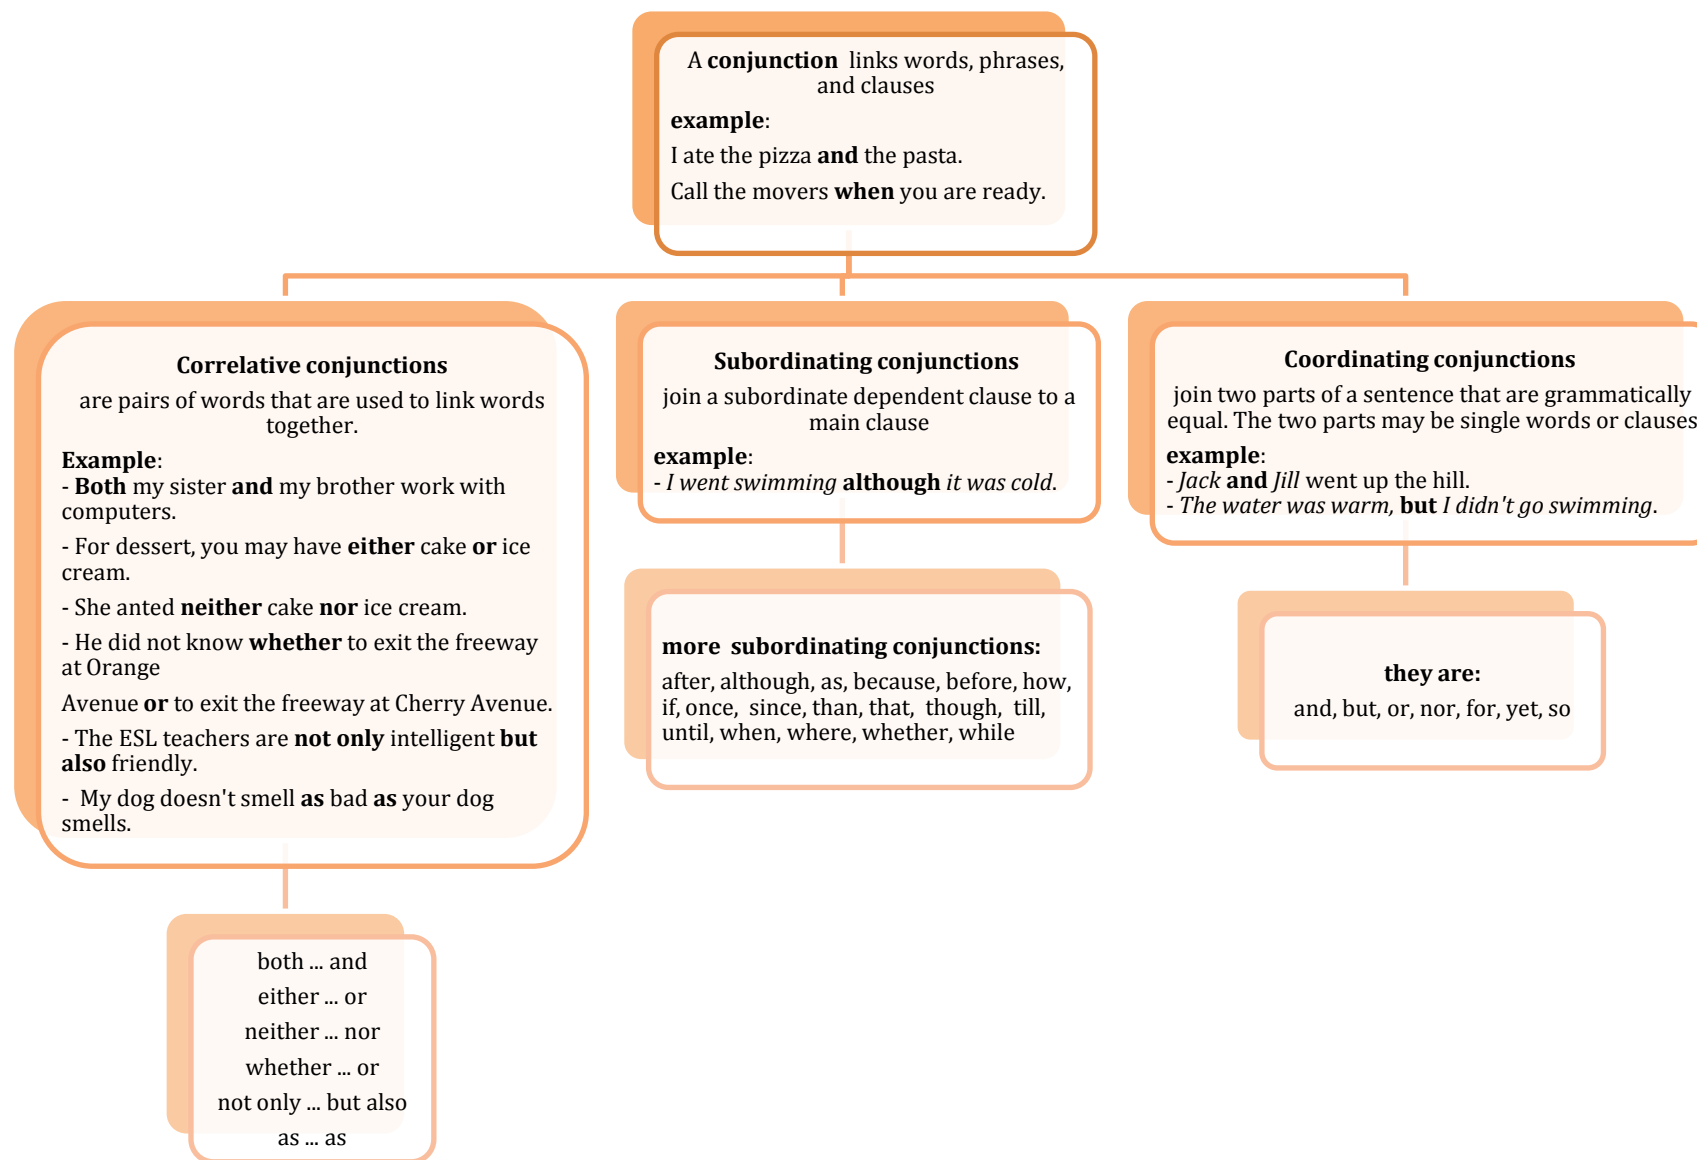 A conjunction links words, phrases,
and clauses
example:
I ate the pizza and the pasta.
Call the movers when you are ready.
Correlative conjunctions
are pairs of words that are used to link words
together.
Example:
- Both my sister and my brother work with
computers.
- For dessert, you may have either cake or ice
cream.
- She anted neither cake nor ice cream.
- He did not know whether to exit the freeway
at Orange
Avenue or to exit the freeway at Cherry Avenue.
- The ESL teachers are not only intelligent but
also friendly.
- My dog doesn't smell as bad as your dog
smells.
both ... and
either ... or
neither ... nor
whether ... or
not only ... but also
as ... as
Subordinating conjunctions
join a subordinate dependent clause to a
main clause
example:
- I went swimming although it was cold.
more subordinating conjunctions:
after, although, as, because, before, how,
if, once, since, than, that, though, till,
until, when, where, whether, while
Coordinating conjunctions
join two parts of a sentence that are grammatically
equal. The two parts may be single words or clauses
example:
- Jack and Jill went up the hill.
- The water was warm, but I didn't go swimming.
they are:
and, but, or, nor, for, yet, so